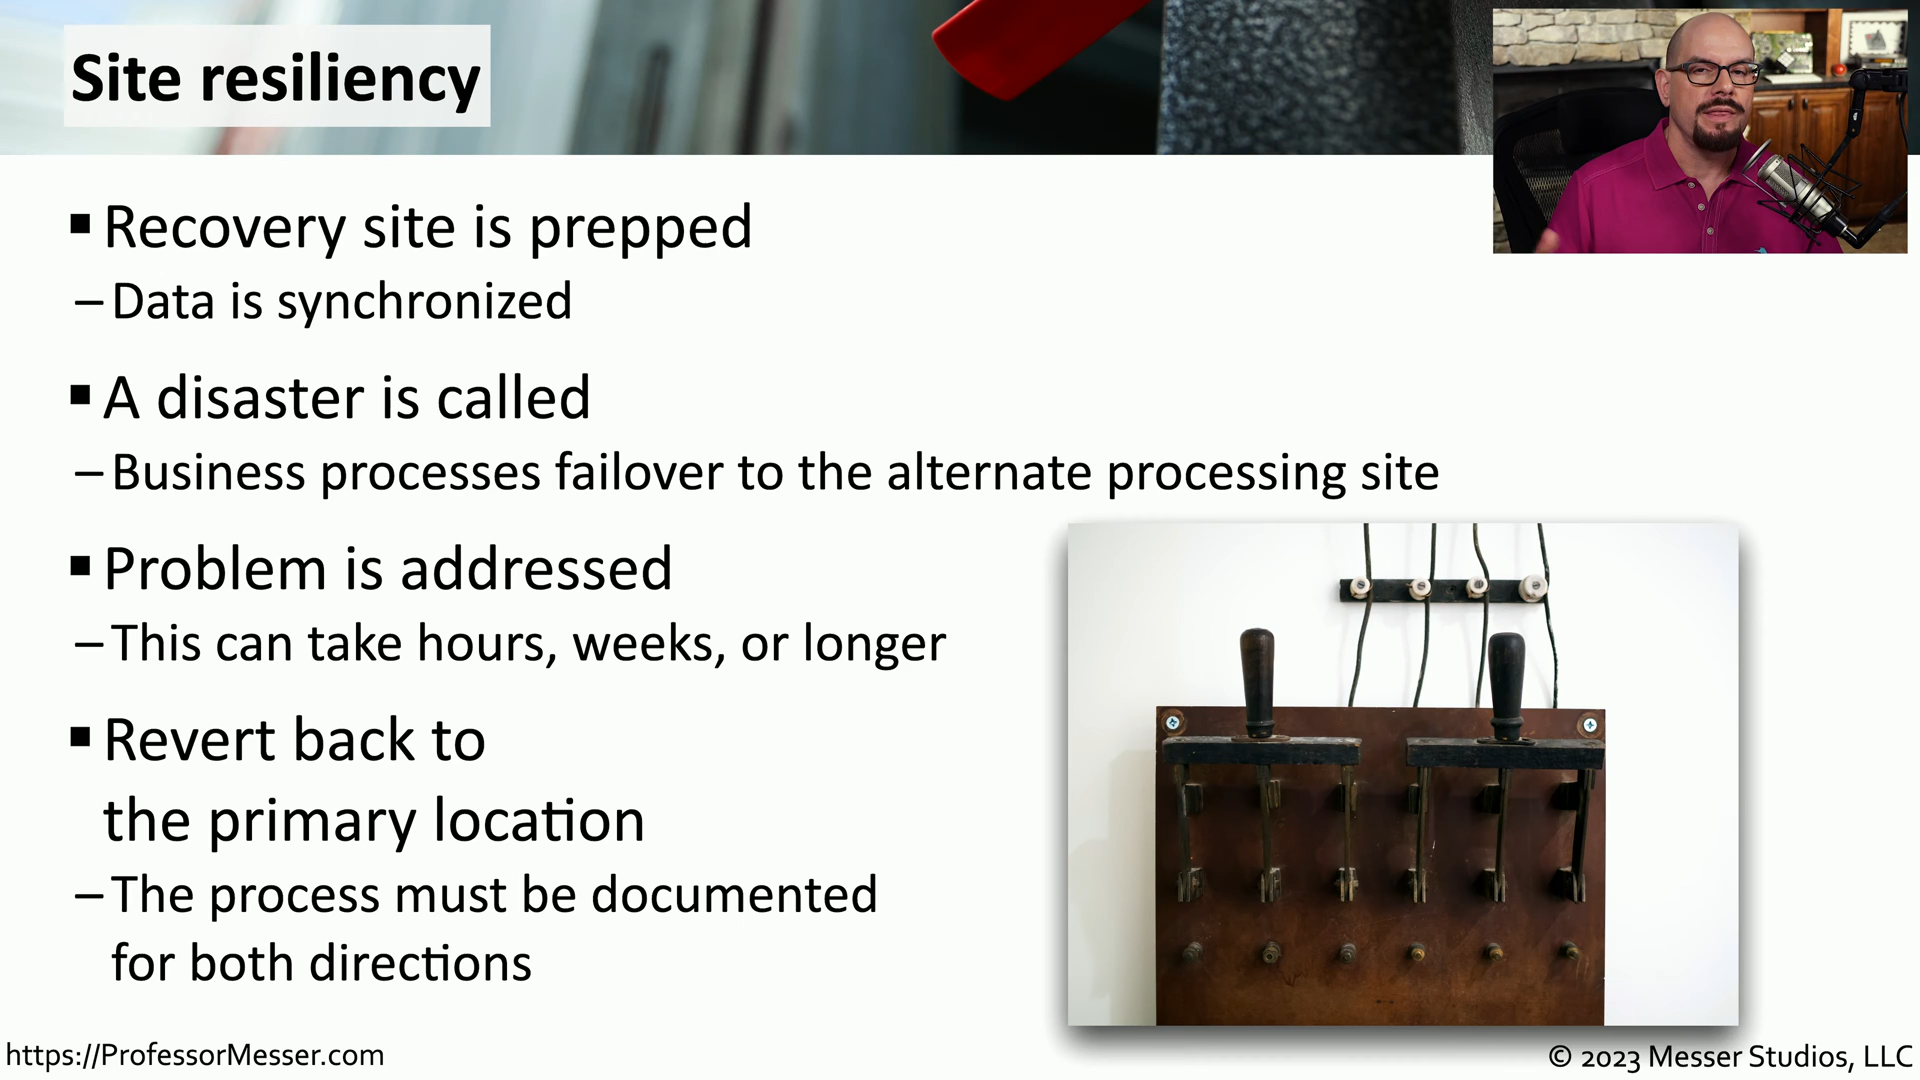 Site resiliency
▪ Recovery site is prepped
– Data is synchronized
▪ A disaster is called
– Business processes failover to the alternate processing site
▪ Problem is addressed
– This can take hours, weeks, or longer
▪ Revert back to
the primary location
– The process must be documented
for both directions
https://ProfessorMesser.com
© 2023 Messer Studios, LLC